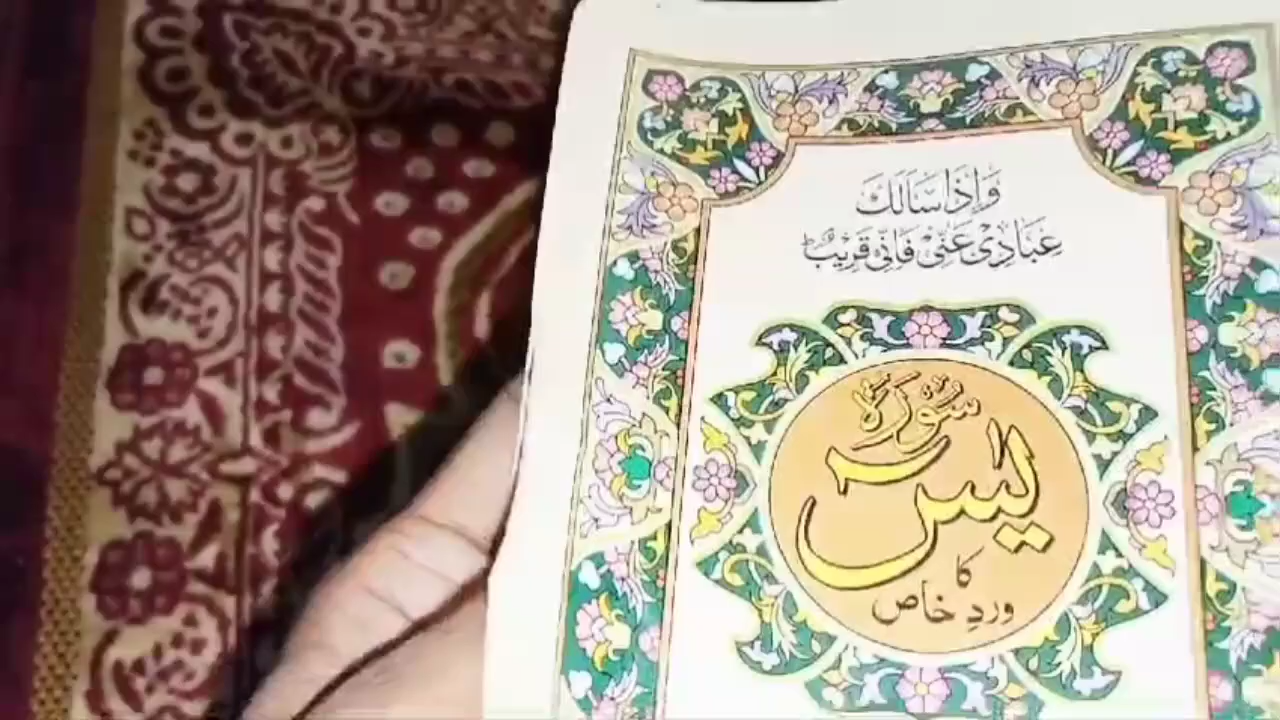 وَاِذَا سَاَلَكَ
عِبَادِیْ عَنِّیْ فَاِنِّیْ قَرِیْبٌ ؕ
سُوْرَة
یٰسٓ
کا
وردِ خاص